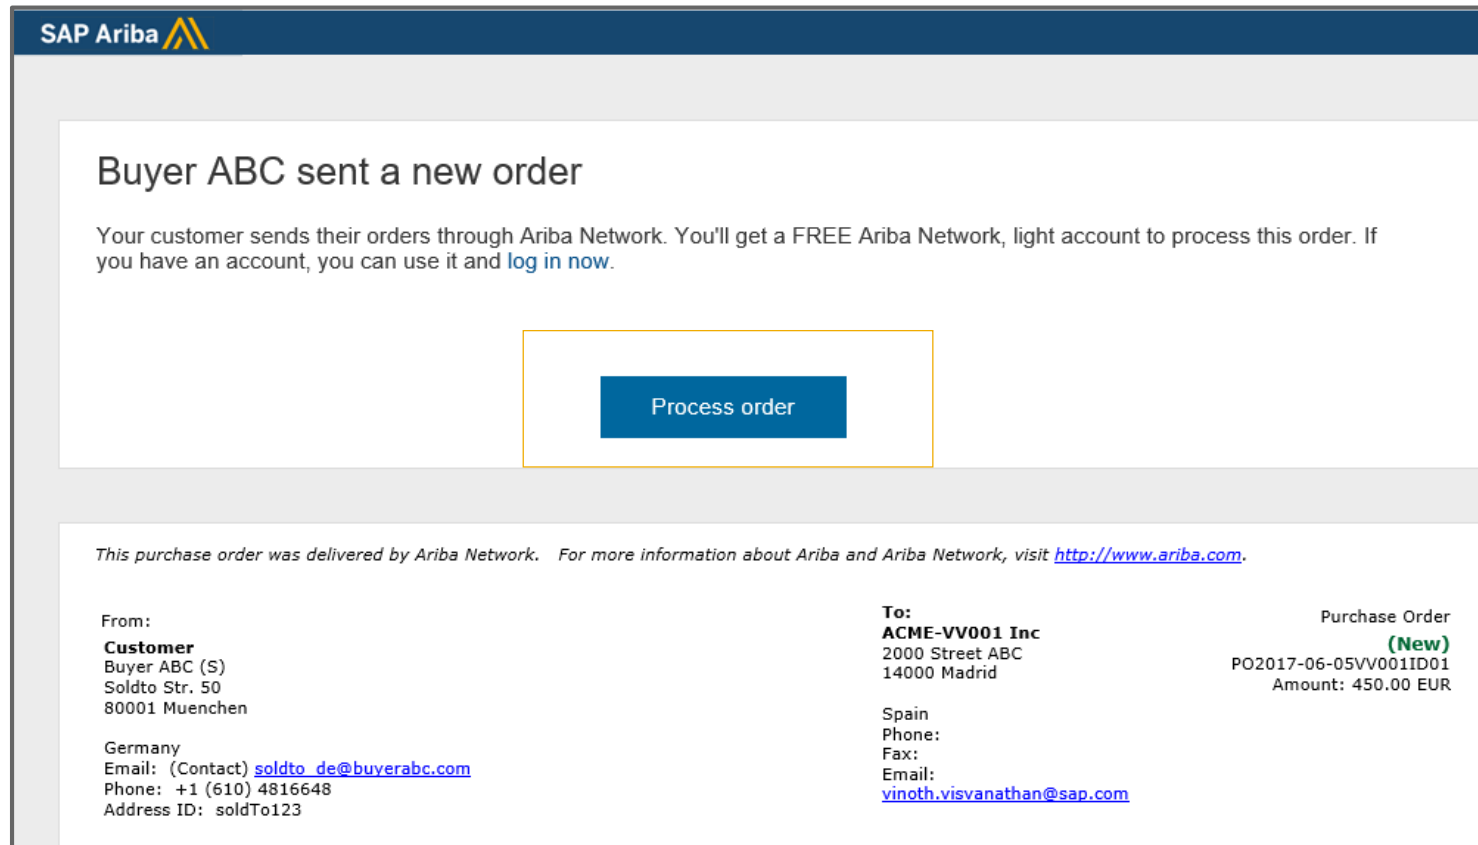 SAP Ariba
Buyer ABC sent a new order
Your customer sends their orders through Ariba Network. You'll get a FREE Ariba Network, light account to process this order. If
you have an account, you can use it and log in now.
Process order
This purchase order was delivered by Ariba Network. For more information about Ariba and Ariba Network, visit http://www.ariba.com.
From:
Customer
Buyer ABC (S)
Soldto Str. 50
80001 Muenchen
Germany
Email: (Contact) soldto_de@buyerabc.com
Phone: +1 (610) 4816648
Address ID: soldTo123
To:
ACME-VV001 Inc
2000 Street ABC
14000 Madrid
Spain
Phone:
Fax:
Email:
vinoth.visvanathan@sap.com
Purchase Order
(New)
PO2017-06-05VV001ID01
Amount: 450.00 EUR